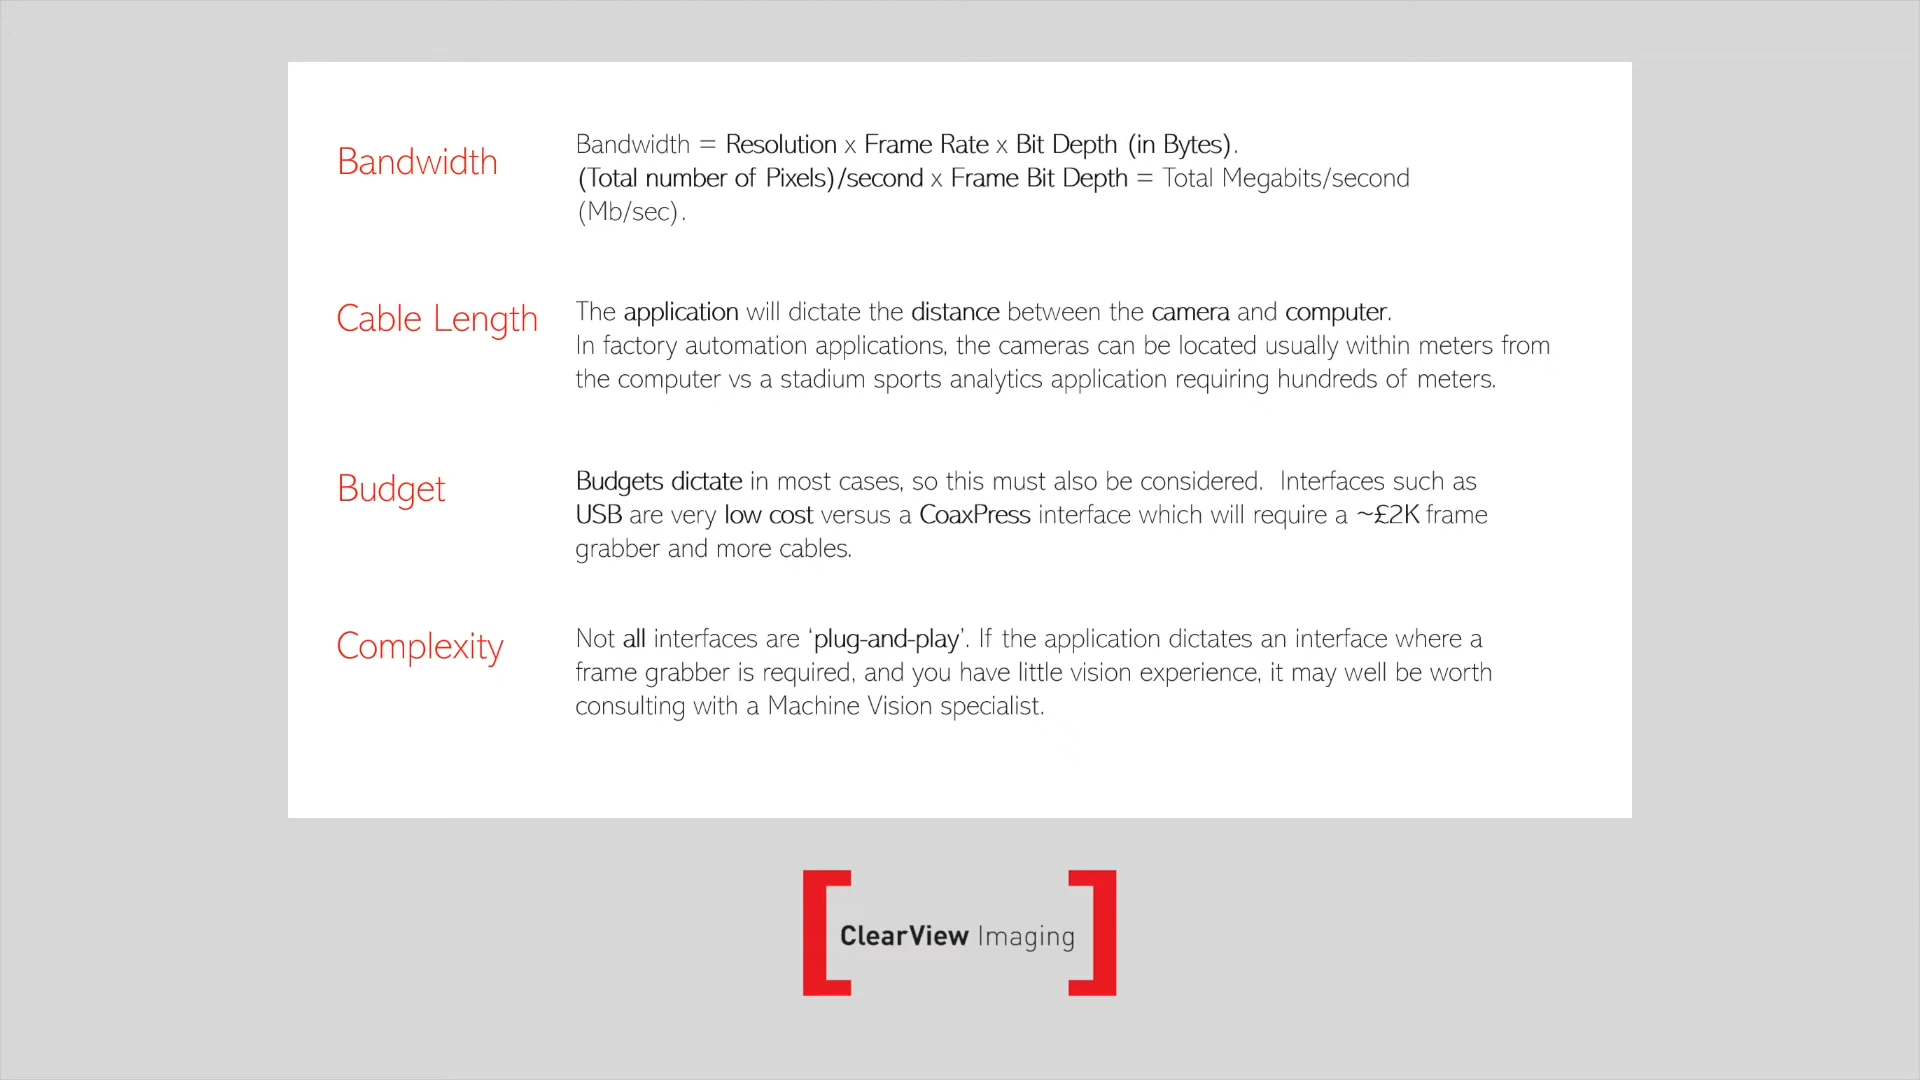 Bandwidth
Bandwidth = Resolution x Frame Rate x Bit Depth (in Bytes).
(Total number of Pixels)/second x Frame Bit Depth = Total Megabits/second
(Mb/sec).
Cable Length
The application will dictate the distance between the camera and computer.
In factory automation applications, the cameras can be located usually within meters from
the computer vs a stadium sports analytics application requiring hundreds of meters.
Budget
Budgets dictate in most cases, so this must also be considered.  Interfaces such as
USB are very low cost versus a CoaxPress interface which will require a ~£2K frame
grabber and more cables.
Complexity
Not all interfaces are ‘plug-and-play’. If the application dictates an interface where a
frame grabber is required, and you have little vision experience, it may well be worth
consulting with a Machine Vision specialist.
ClearView Imaging